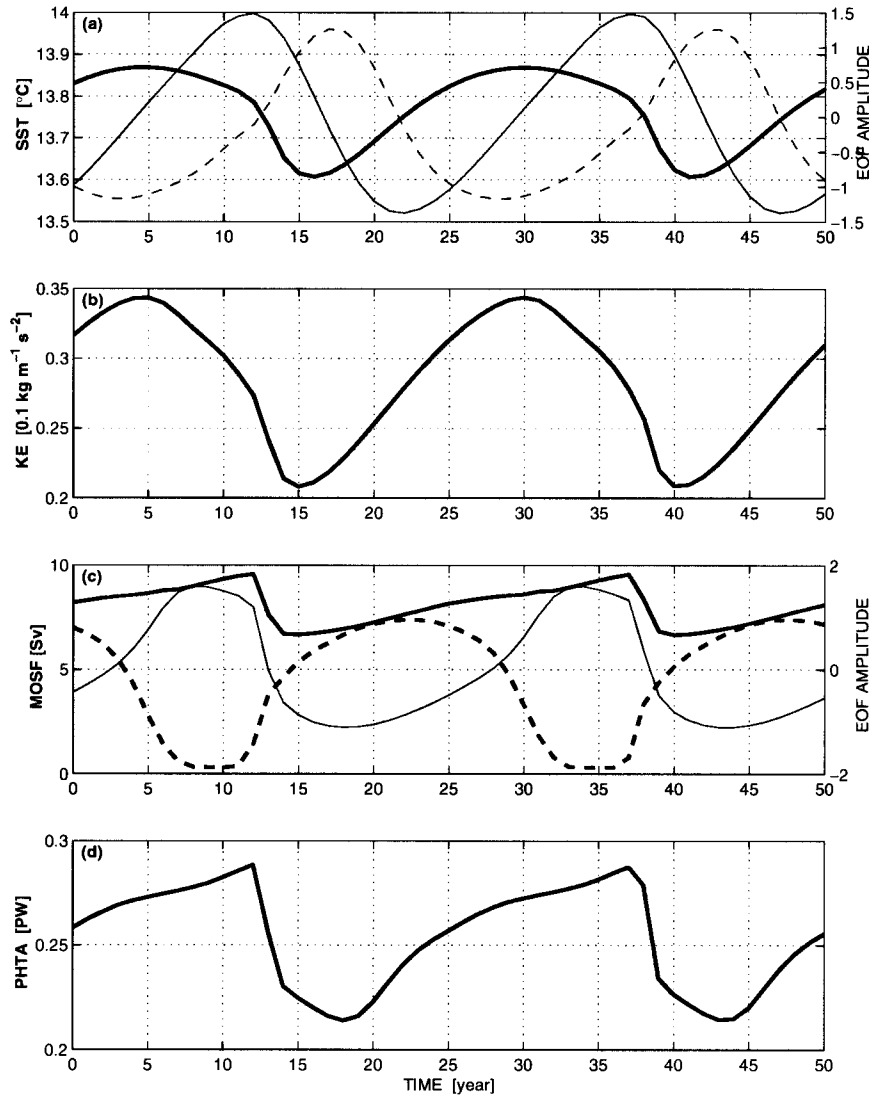 (a)
14
13.9
13.8
13.7
13.6
13.5
SST [°C]
1.5
1
0.5
0
−0.5
−1
−1.5
EOF AMPLITUDE
0 5 10 15 20 25 30 35 40 45 50
(b)
0.35
0.3
0.25
0.2
KE [0.1 kg m⁻¹ s⁻²]
0 5 10 15 20 25 30 35 40 45 50
(c)
10
5
0
MOSF [Sv]
2
0
−2
EOF AMPLITUDE
0 5 10 15 20 25 30 35 40 45 50
(d)
0.3
0.25
0.2
PHTA [PW]
0 5 10 15 20 25 30 35 40 45 50
TIME [year]